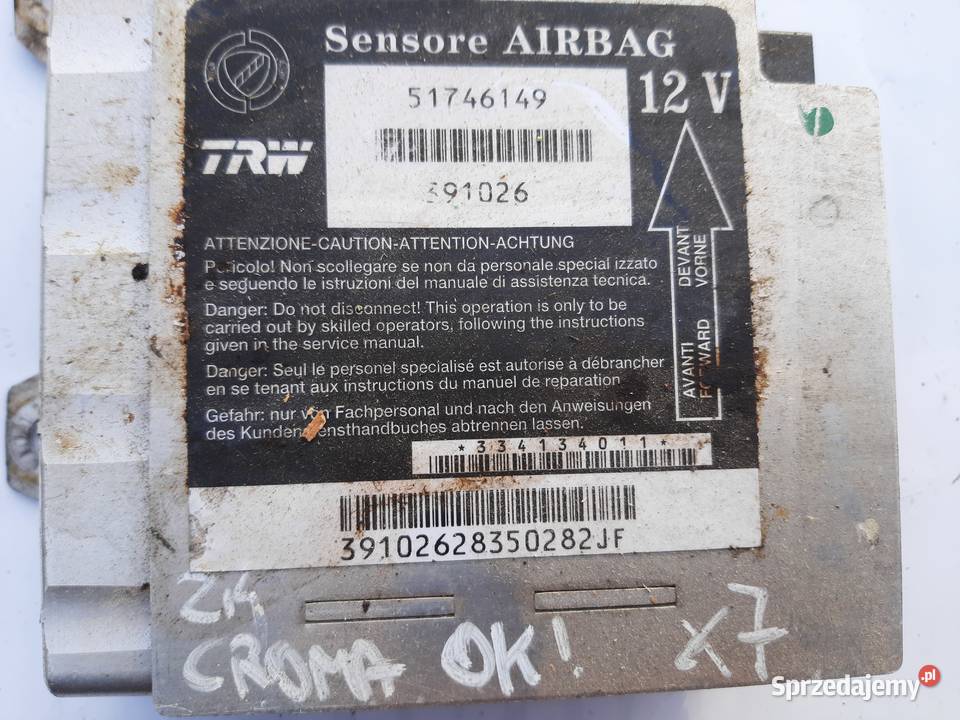 Sensore AIRBAG
51746149
12 V
TRW
391026
ATTENZIONE-CAUTION-ATTENTION-ACHTUNG
Pericolo! Non scollegare se non da personale specializzato
e seguendo le istruzioni del manuale di assistenza tecnica.
Danger: Do not disconnect! This operation is only to be
carried out by skilled operators, following the instructions
given in the service manual.
Danger: Seul le personel specialisé est autorisé à débrancher
en se tenant aux instructions du manuel de reparation
Gefahr: nur von Fachpersonal und nach den Anweisungen
des Kundendiensthandbuches abtrennen lassen.
AVANTI DEVANT
FORWARD VORNE
*334134011*
39102628350282JF
2.4
CROMA OK! x7
Sprzedajemy.pl